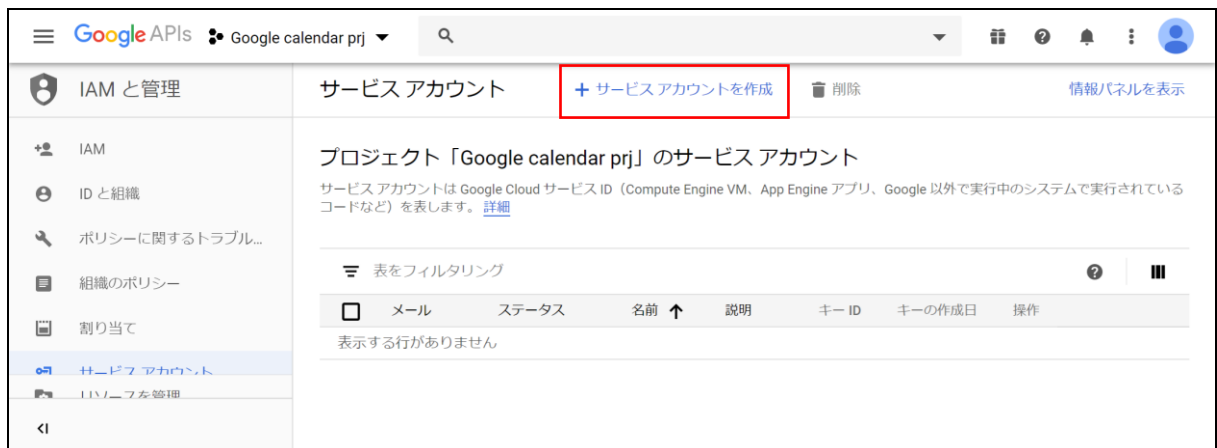 Google APIs Google calendar prj
IAM と管理
サービス アカウント
サービス アカウントを作成
削除
情報パネルを表示
IAM
ID と組織
ポリシーに関するトラブル...
組織のポリシー
割り当て
サービス アカウント
リソースを管理
プロジェクト「Google calendar prj」のサービス アカウント
サービス アカウントは Google Cloud サービス ID（Compute Engine VM、App Engine アプリ、Google 以外で実行中のシステムで実行されている
コードなど）を表します。 詳細
表をフィルタリング
メール ステータス 名前 説明 キー ID キーの作成日 操作
表示する行がありません